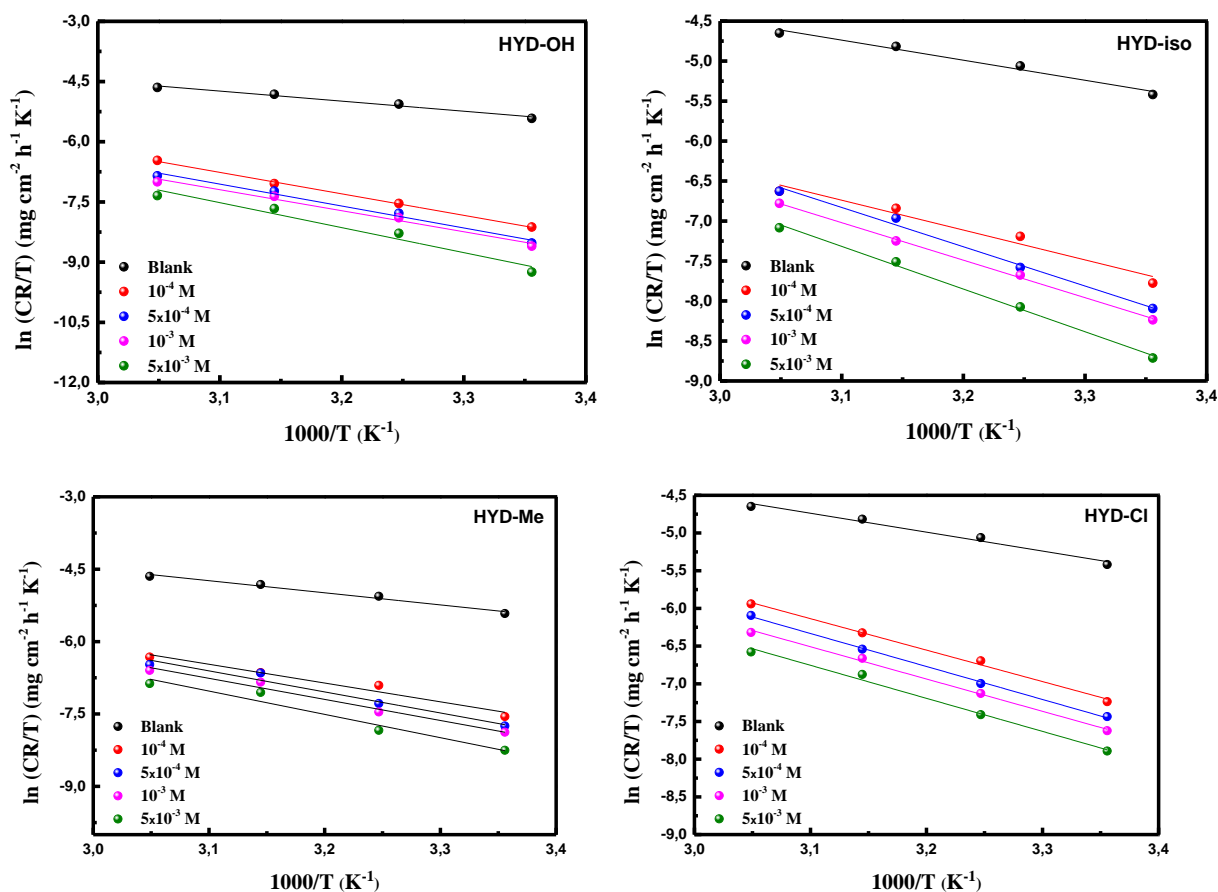 HYD-OH
ln (CR/T) (mg cm⁻² h⁻¹ K⁻¹)
-3,0
-4,5
-6,0
-7,5
-9,0
-10,5
-12,0
Blank
10⁻⁴ M
5x10⁻⁴ M
10⁻³ M
5x10⁻³ M
3,0 3,1 3,2 3,3 3,4
1000/T (K⁻¹)
HYD-iso
ln (CR/T) (mg cm⁻² h⁻¹ K⁻¹)
-4,5
-5,0
-5,5
-6,0
-6,5
-7,0
-7,5
-8,0
-8,5
-9,0
Blank
10⁻⁴ M
5x10⁻⁴ M
10⁻³ M
5x10⁻³ M
3,0 3,1 3,2 3,3 3,4
1000/T (K⁻¹)
HYD-Me
ln (CR/T) (mg cm⁻² h⁻¹ K⁻¹)
-3,0
-4,5
-6,0
-7,5
-9,0
Blank
10⁻⁴ M
5x10⁻⁴ M
10⁻³ M
5x10⁻³ M
3,0 3,1 3,2 3,3 3,4
1000/T (K⁻¹)
HYD-Cl
ln (CR/T) (mg cm⁻² h⁻¹ K⁻¹)
-4,5
-5,0
-5,5
-6,0
-6,5
-7,0
-7,5
-8,0
-8,5
-9,0
Blank
10⁻⁴ M
5x10⁻⁴ M
10⁻³ M
5x10⁻³ M
3,0 3,1 3,2 3,3 3,4
1000/T (K⁻¹)